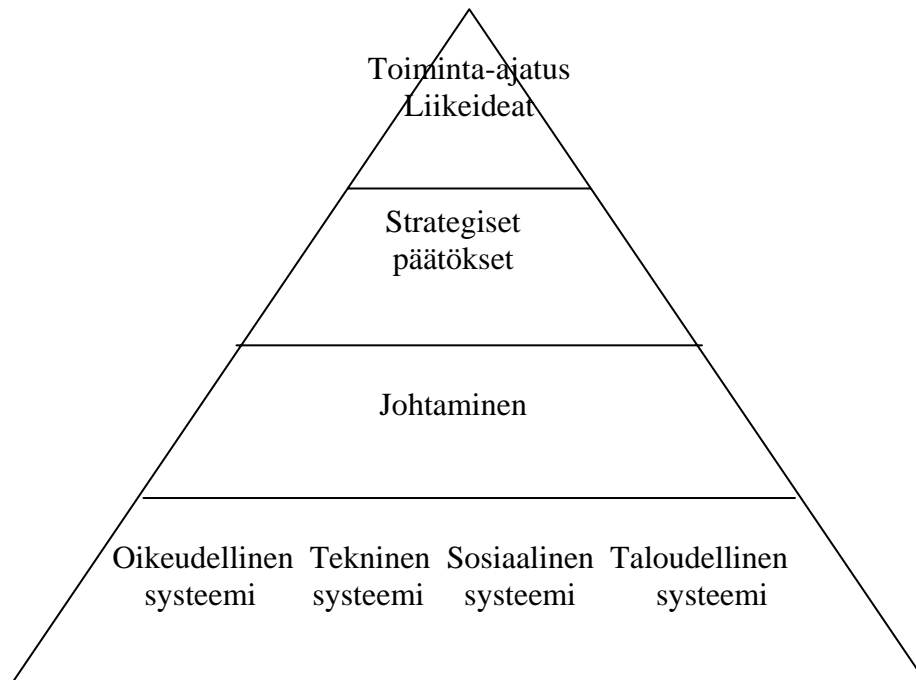 Toiminta-ajatus
Liikeideat
Strategiset
päätökset
Johtaminen
Oikeudellinen Tekninen Sosiaalinen Taloudellinen
systeemi systeemi systeemi systeemi